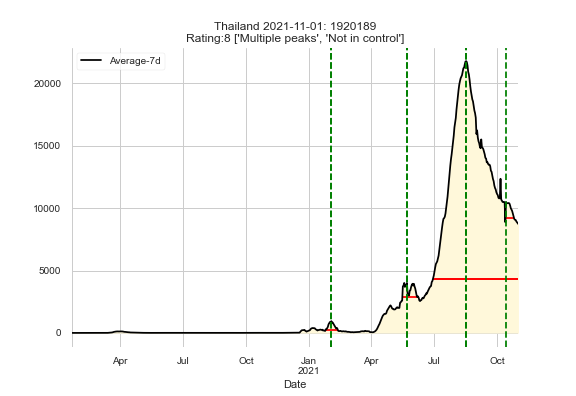 Thailand 2021-11-01: 1920189
Rating:8 ['Multiple peaks', 'Not in control']
Average-7d
20000
15000
10000
5000
0
Apr Jul Oct Jan Apr Jul Oct
2021
Date